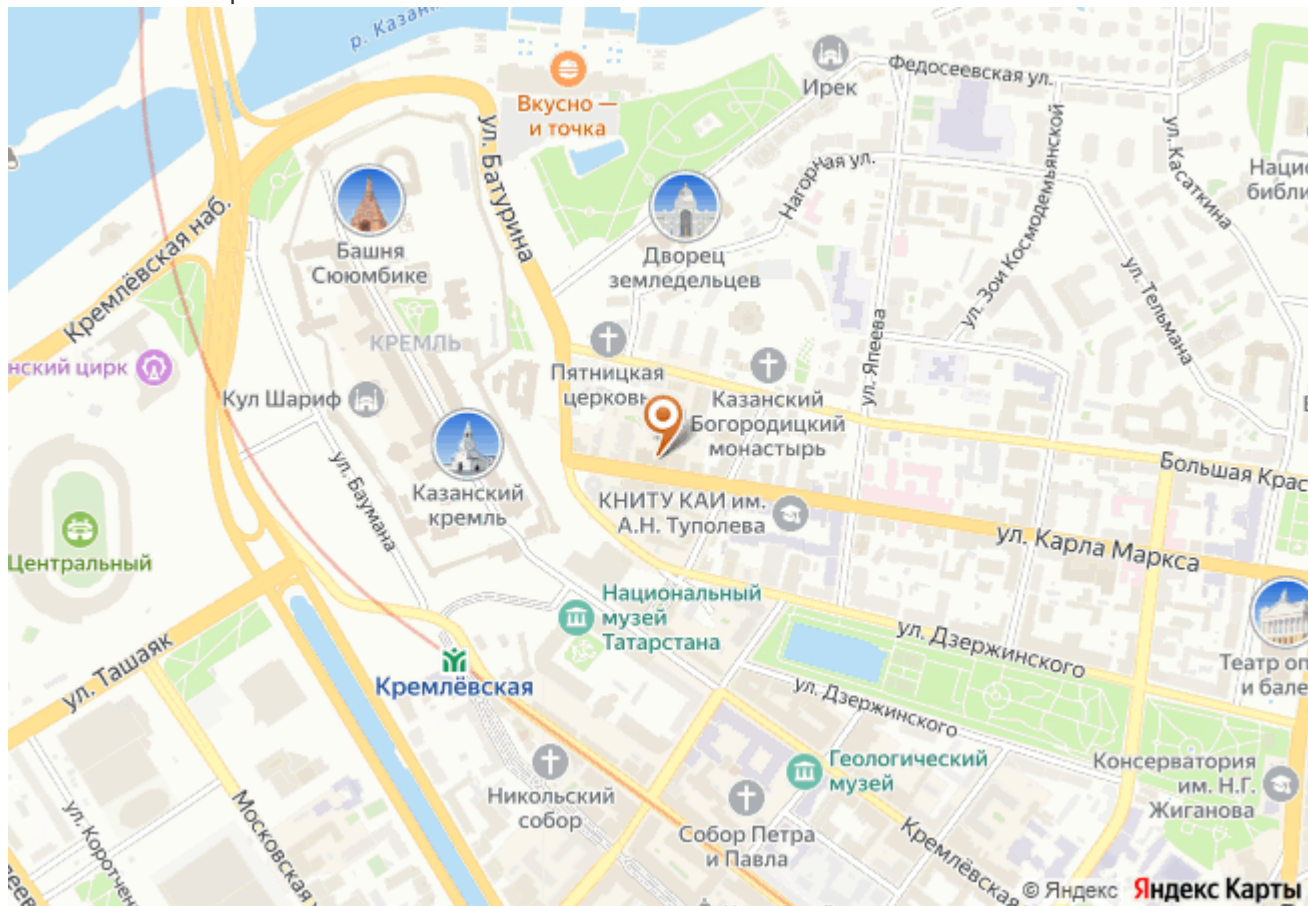 р. Казан
Вкусно —
и точка
Ирек
Федосеевская ул.
ул. Батурина
Нагорная ул.
ул. Зои Космодемьянской
ул. Касаткина
Наци
библи
Кремлёвская наб.
Башня
Сююмбике
Дворец
земледельцев
ул. Тельмана
ул. Япеева
КРЕМЛЬ
нский цирк
Кул Шариф
Пятницкая
церковь
Казанский
Богородицкий
монастырь
Большая Крас
Казанский
кремль
ул. Баумана
КНИТУ КАИ им.
А.Н. Туполева
ул. Карла Маркса
Центральный
Национальный
музей
Татарстана
ул. Дзержинского
Театр оп
и бале
ул. Ташаяк
Кремлёвская
ул. Дзержинского
Геологический
музей
Консерватория
им. Н.Г.
Жиганова
Никольский
собор
Собор Петра
и Павла
Кремлёвская
ул. Коротчен
Московская
© Яндекс Яндекс Карты